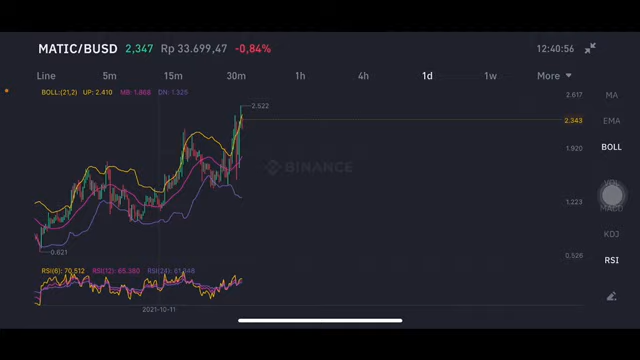 MATIC/BUSD 2,347 Rp 33.699,47 -0,84% 12:40:56
Line 5m 15m 30m 1h 4h 1d 1w More
BOLL:(21,2) UP: 2.410 MB: 1.868 DN: 1.325
2.617
MA
2.522
2.343
EMA
1.920
BOLL
BINANCE
VOL
1.223
MACD
KDJ
0.621
0.526
RSI
RSI(6): 70,512 RSI(12): 65,360 RSI(24): 61,948
2021-10-11